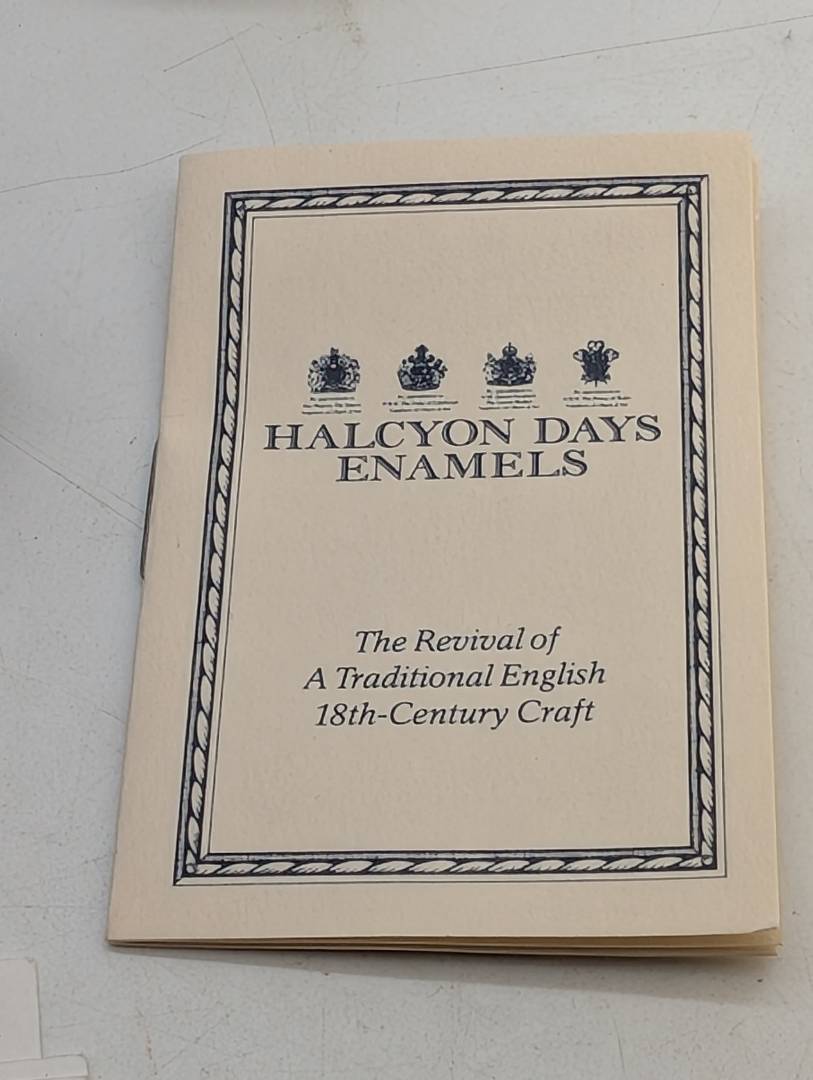 HALCYON DAYS
ENAMELS
The Revival of
A Traditional English
18th-Century Craft